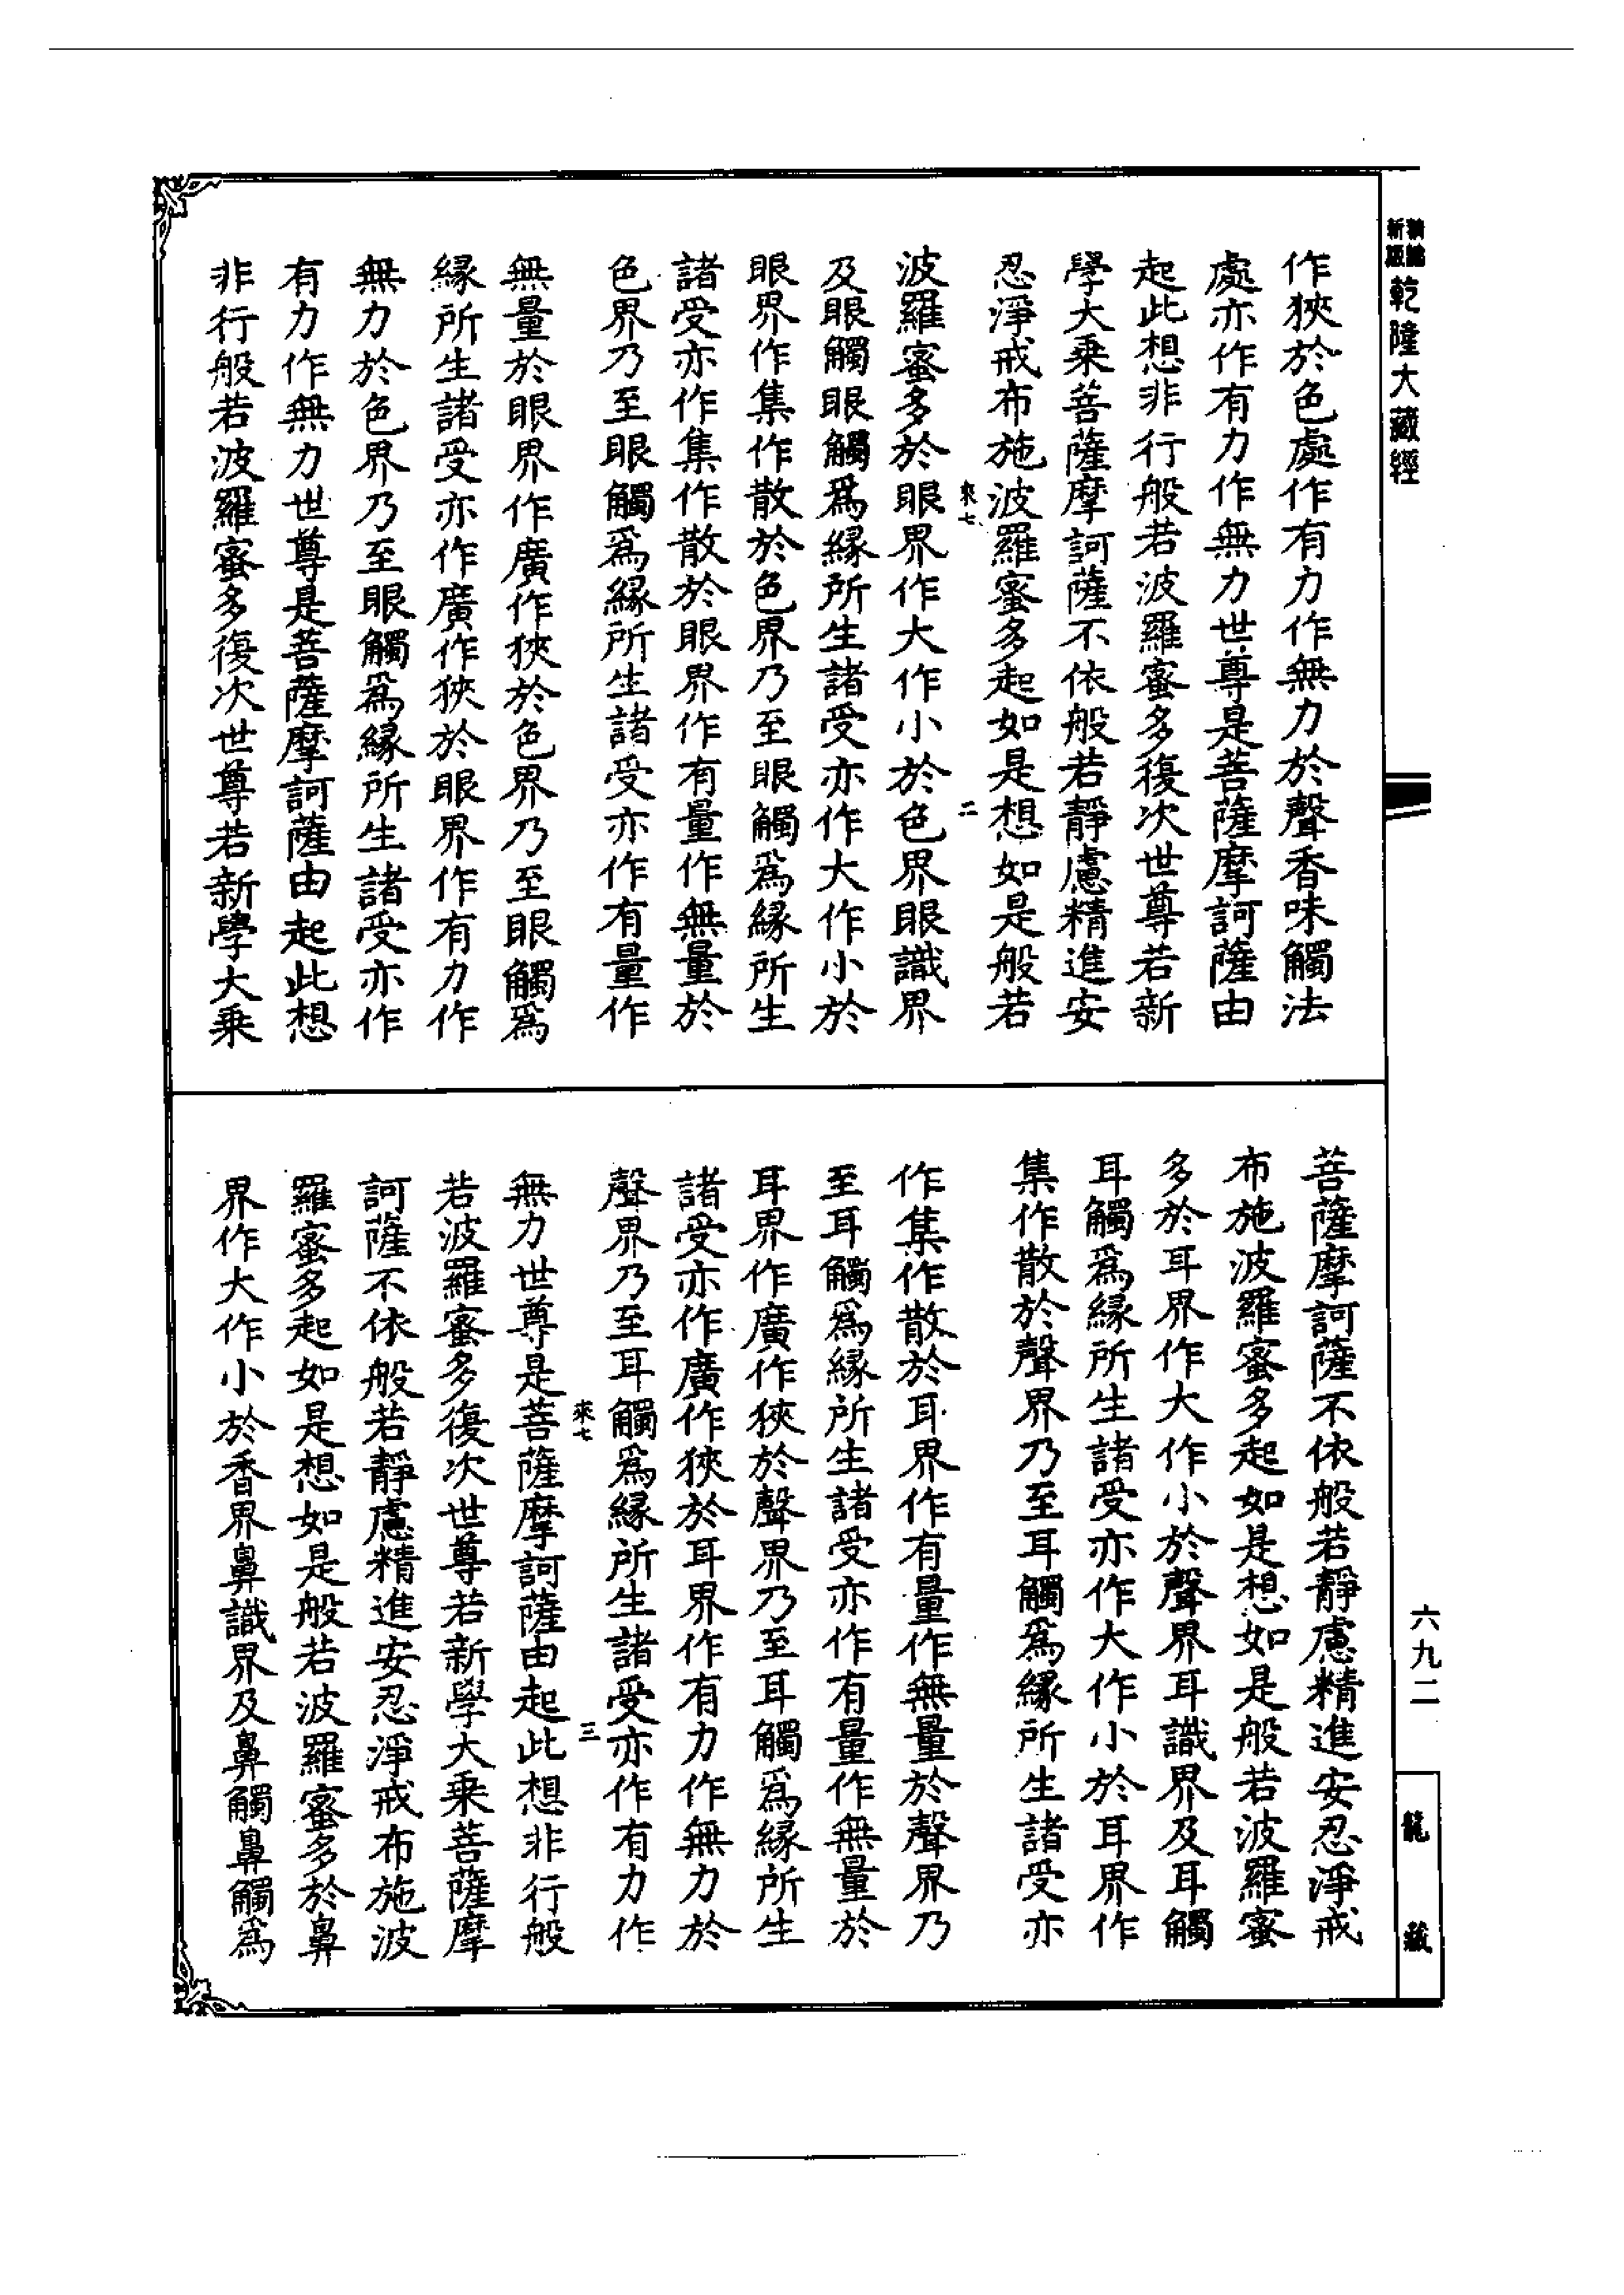 新版
乾隆大藏經
作狹於色處作有力作無力於聲香味觸法
處亦作有力作無力世尊是菩薩摩訶薩由
起此想非行般若波羅蜜多復次世尊若新
學大乘菩薩摩訶薩不依般若靜慮精進安
忍淨戒布施波羅蜜多起如是想如是般若
來七
二
波羅蜜多於眼界作大作小於色界眼識界
及眼觸眼觸爲緣所生諸受亦作大作小於
眼界作集作散於色界乃至眼觸爲緣所生
諸受亦作集作散於眼界作有量作無量於
色界乃至眼觸爲緣所生諸受亦作有量作
無量於眼界作廣作狹於色界乃至眼觸爲
緣所生諸受亦作廣作狹於眼界作有力作
無力於色界乃至眼觸爲緣所生諸受亦作
有力作無力世尊是菩薩摩訶薩由起此想
非行般若波羅蜜多復次世尊若新學大乘
菩薩摩訶薩不依般若靜慮精進安忍淨戒
布施波羅蜜多起如是想如是般若波羅蜜
多於耳界作大作小於聲界耳識界及耳觸
耳觸爲緣所生諸受亦作大作小於耳界作
集作散於聲界乃至耳觸爲緣所生諸受亦
作集作散於耳界作有量作無量於聲界乃
至耳觸爲緣所生諸受亦作有量作無量於
耳界作廣作狹於聲界乃至耳觸爲緣所生
諸受亦作廣作狹於耳界作有力作無力於
聲界乃至耳觸爲緣所生諸受亦作有力作
來七
三
無力世尊是菩薩摩訶薩由起此想非行般
若波羅蜜多復次世尊若新學大乘菩薩摩
訶薩不依般若靜慮精進安忍淨戒布施波
羅蜜多起如是想如是般若波羅蜜多於鼻
界作大作小於香界鼻識界及鼻觸鼻觸爲
六九二
龍藏